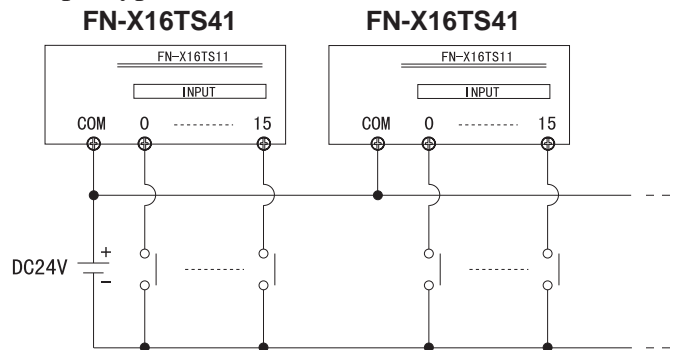 FN-X16TS41 FN-X16TS41
FN-X16TS11 FN-X16TS11
INPUT INPUT
COM 0 15 COM 0 15
DC24V + −